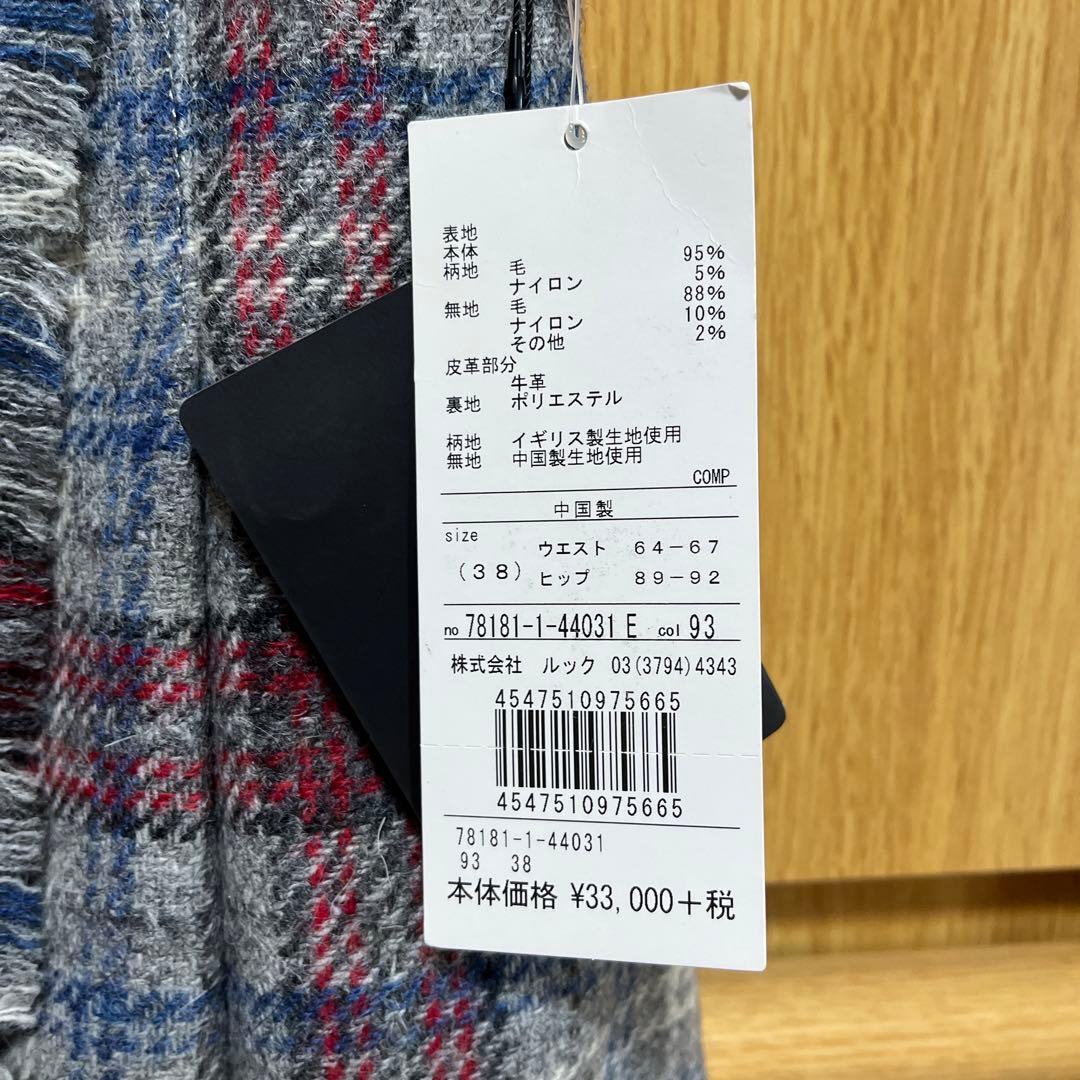 表地
本体
柄地 毛 95%
ナイロン 5%
無地 毛 88%
ナイロン 10%
その他 2%
皮革部分
牛革
裏地 ポリエステル
柄地 イギリス製生地使用
無地 中国製生地使用
COMP
中国製
size
(38) ウエスト 64-67
ヒップ 89-92
no 78181-1-44031 E col 93
株式会社 ルック 03(3794)4343
4547510975665
4547510975665
78181-1-44031
93 38
本体価格 ¥33,000+税